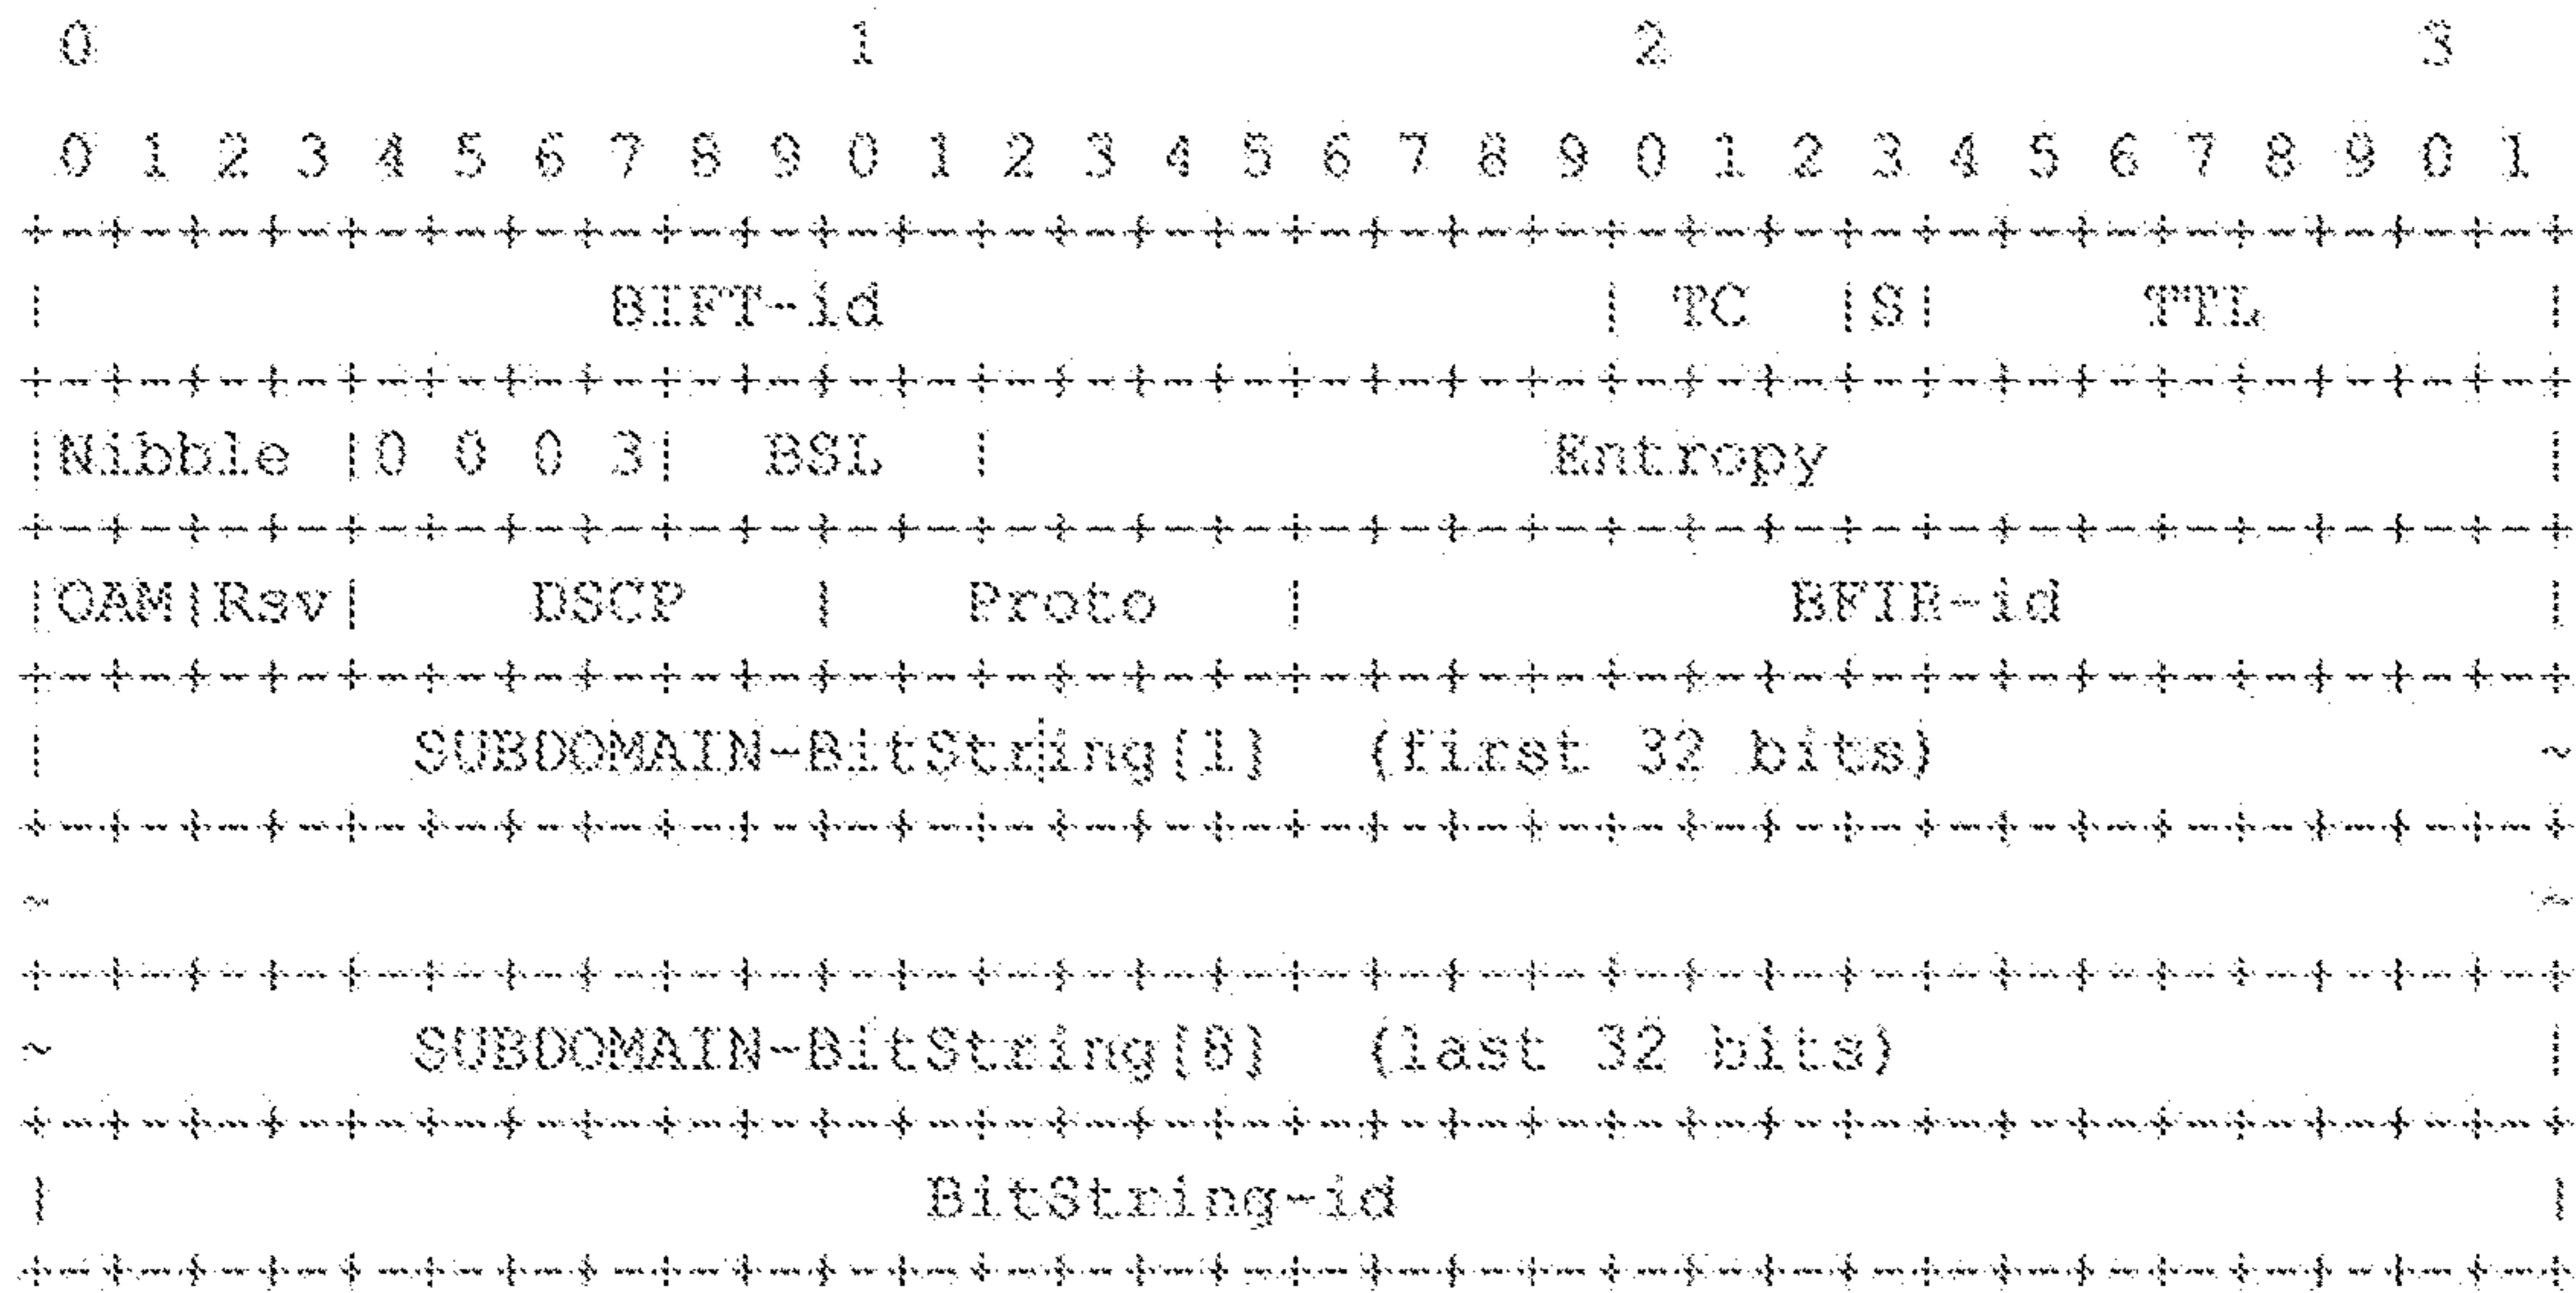 0                   1                   2                   3
0 1 2 3 4 5 6 7 8 9 0 1 2 3 4 5 6 7 8 9 0 1 2 3 4 5 6 7 8 9 0 1
+-+-+-+-+-+-+-+-+-+-+-+-+-+-+-+-+-+-+-+-+-+-+-+-+-+-+-+-+-+-+-+-+
|              BIFT-id                  | TC  |S|     TTL       |
+-+-+-+-+-+-+-+-+-+-+-+-+-+-+-+-+-+-+-+-+-+-+-+-+-+-+-+-+-+-+-+-+
|Nibble |0 0 0 3|  BSL  |              Entropy                  |
+-+-+-+-+-+-+-+-+-+-+-+-+-+-+-+-+-+-+-+-+-+-+-+-+-+-+-+-+-+-+-+-+
|OAM|Rsv|    DSCP   |   Proto   |            BFIR-id            |
+-+-+-+-+-+-+-+-+-+-+-+-+-+-+-+-+-+-+-+-+-+-+-+-+-+-+-+-+-+-+-+-+
|         SUBDOMAIN-BitString[1]  (first 32 bits)               ~
+-+-+-+-+-+-+-+-+-+-+-+-+-+-+-+-+-+-+-+-+-+-+-+-+-+-+-+-+-+-+-+-+
~                                                               ~
+-+-+-+-+-+-+-+-+-+-+-+-+-+-+-+-+-+-+-+-+-+-+-+-+-+-+-+-+-+-+-+-+
~         SUBDOMAIN-BitString[8]  (last 32 bits)                |
+-+-+-+-+-+-+-+-+-+-+-+-+-+-+-+-+-+-+-+-+-+-+-+-+-+-+-+-+-+-+-+-+
|                      BitString-id                             |
+-+-+-+-+-+-+-+-+-+-+-+-+-+-+-+-+-+-+-+-+-+-+-+-+-+-+-+-+-+-+-+-+